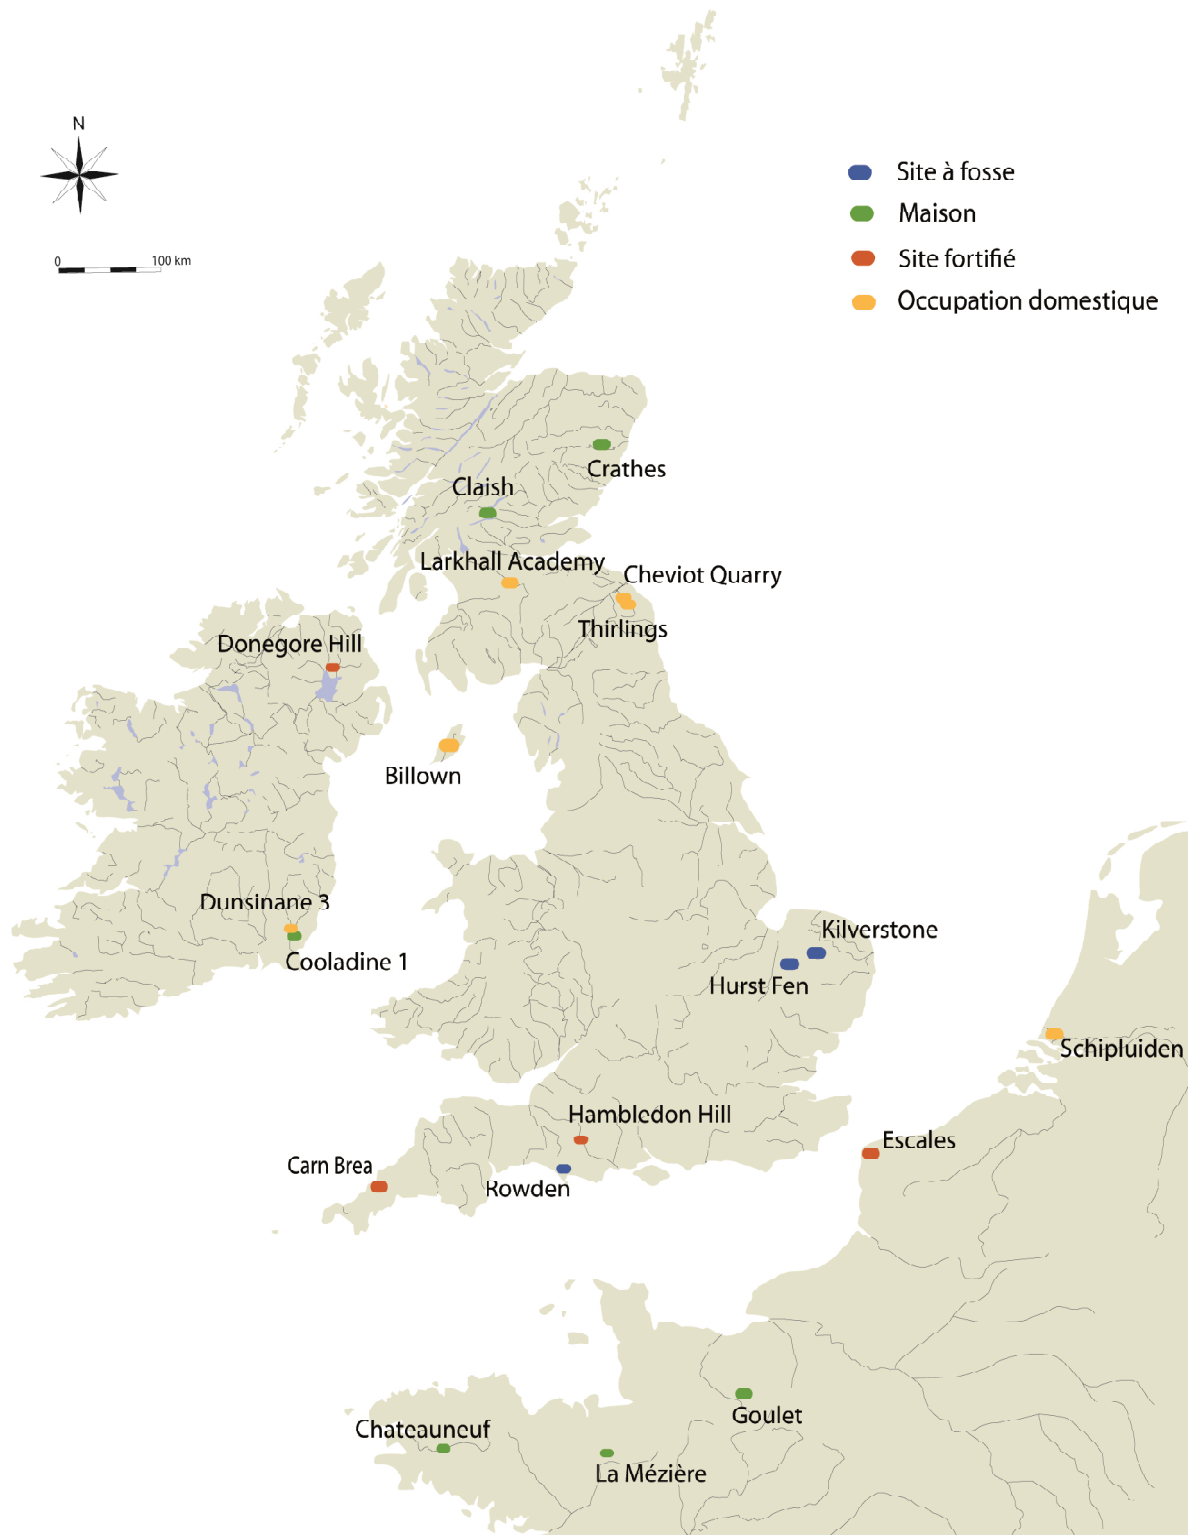 N
0 100 km
Site à fosse
Maison
Site fortifié
Occupation domestique
Crathes
Claish
Larkhall Academy
Cheviot Quarry
Thirlings
Donegore Hill
Billown
Dunsinane 3
Cooladine 1
Kilverstone
Hurst Fen
Schipluiden
Hambledon Hill
Escales
Carn Brea
Rowden
Goulet
Chateauneuf
La Mézière